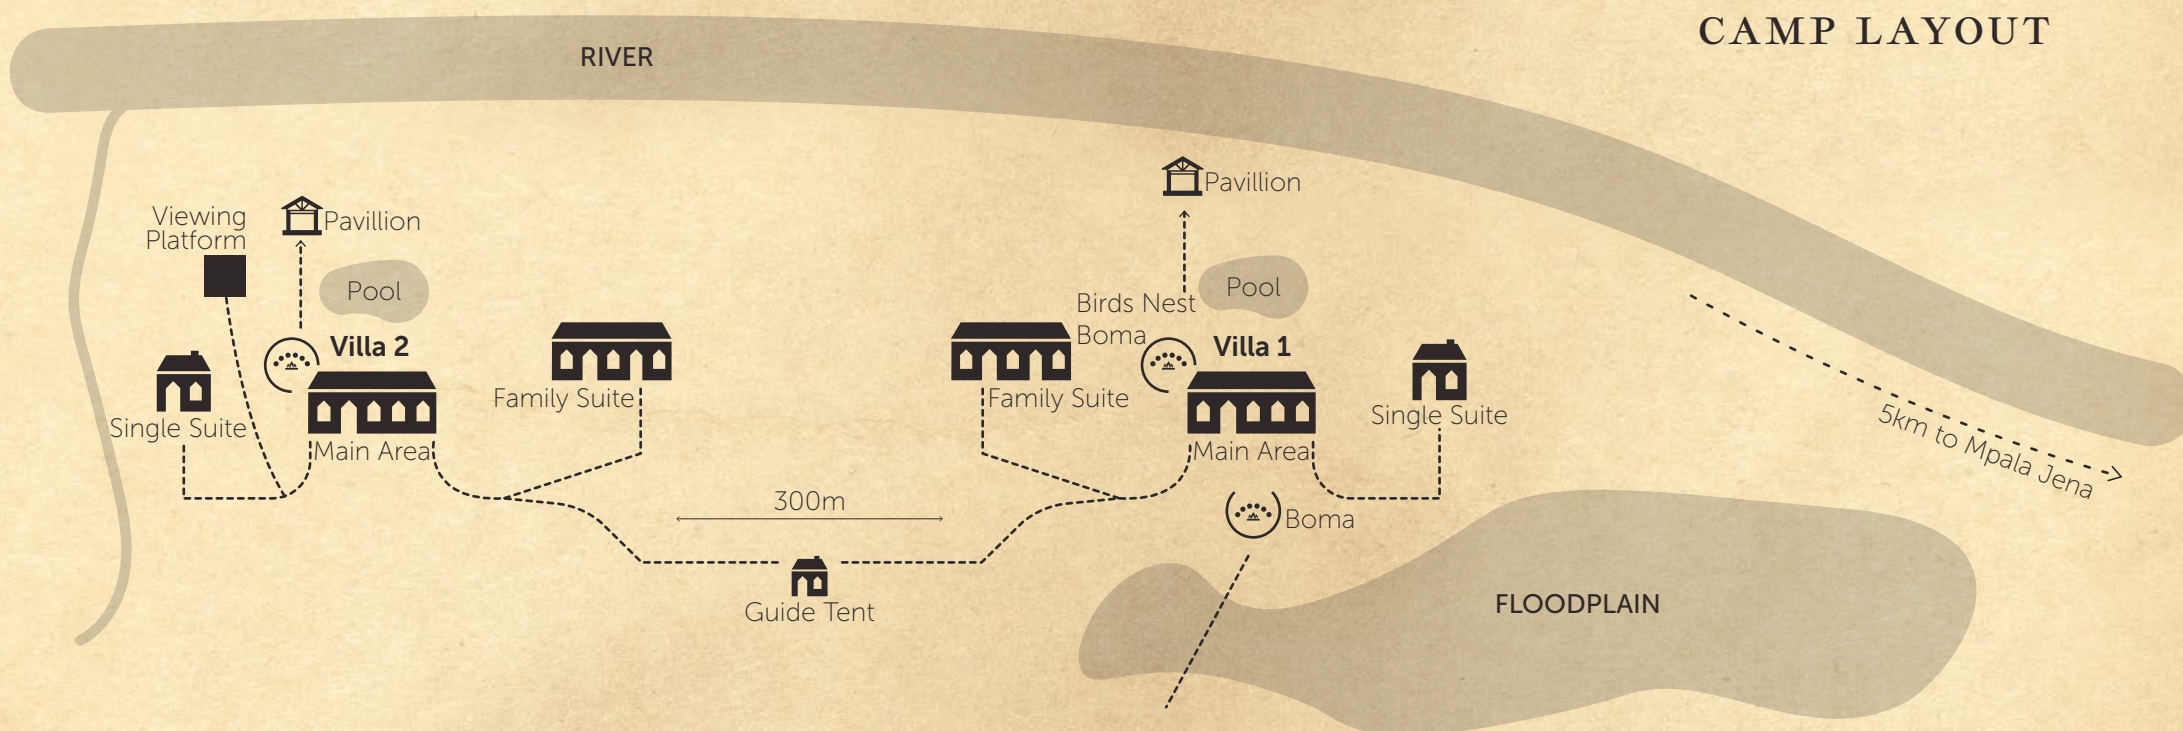 CAMP LAYOUT
RIVER
Viewing
Platform
Pavillion
Pool
Villa 2
Single Suite
Main Area
Family Suite
Pavillion
Birds Nest
Boma
Pool
Villa 1
Family Suite
Main Area
Single Suite
5km to Mpala Jena
300m
Boma
Guide Tent
FLOODPLAIN